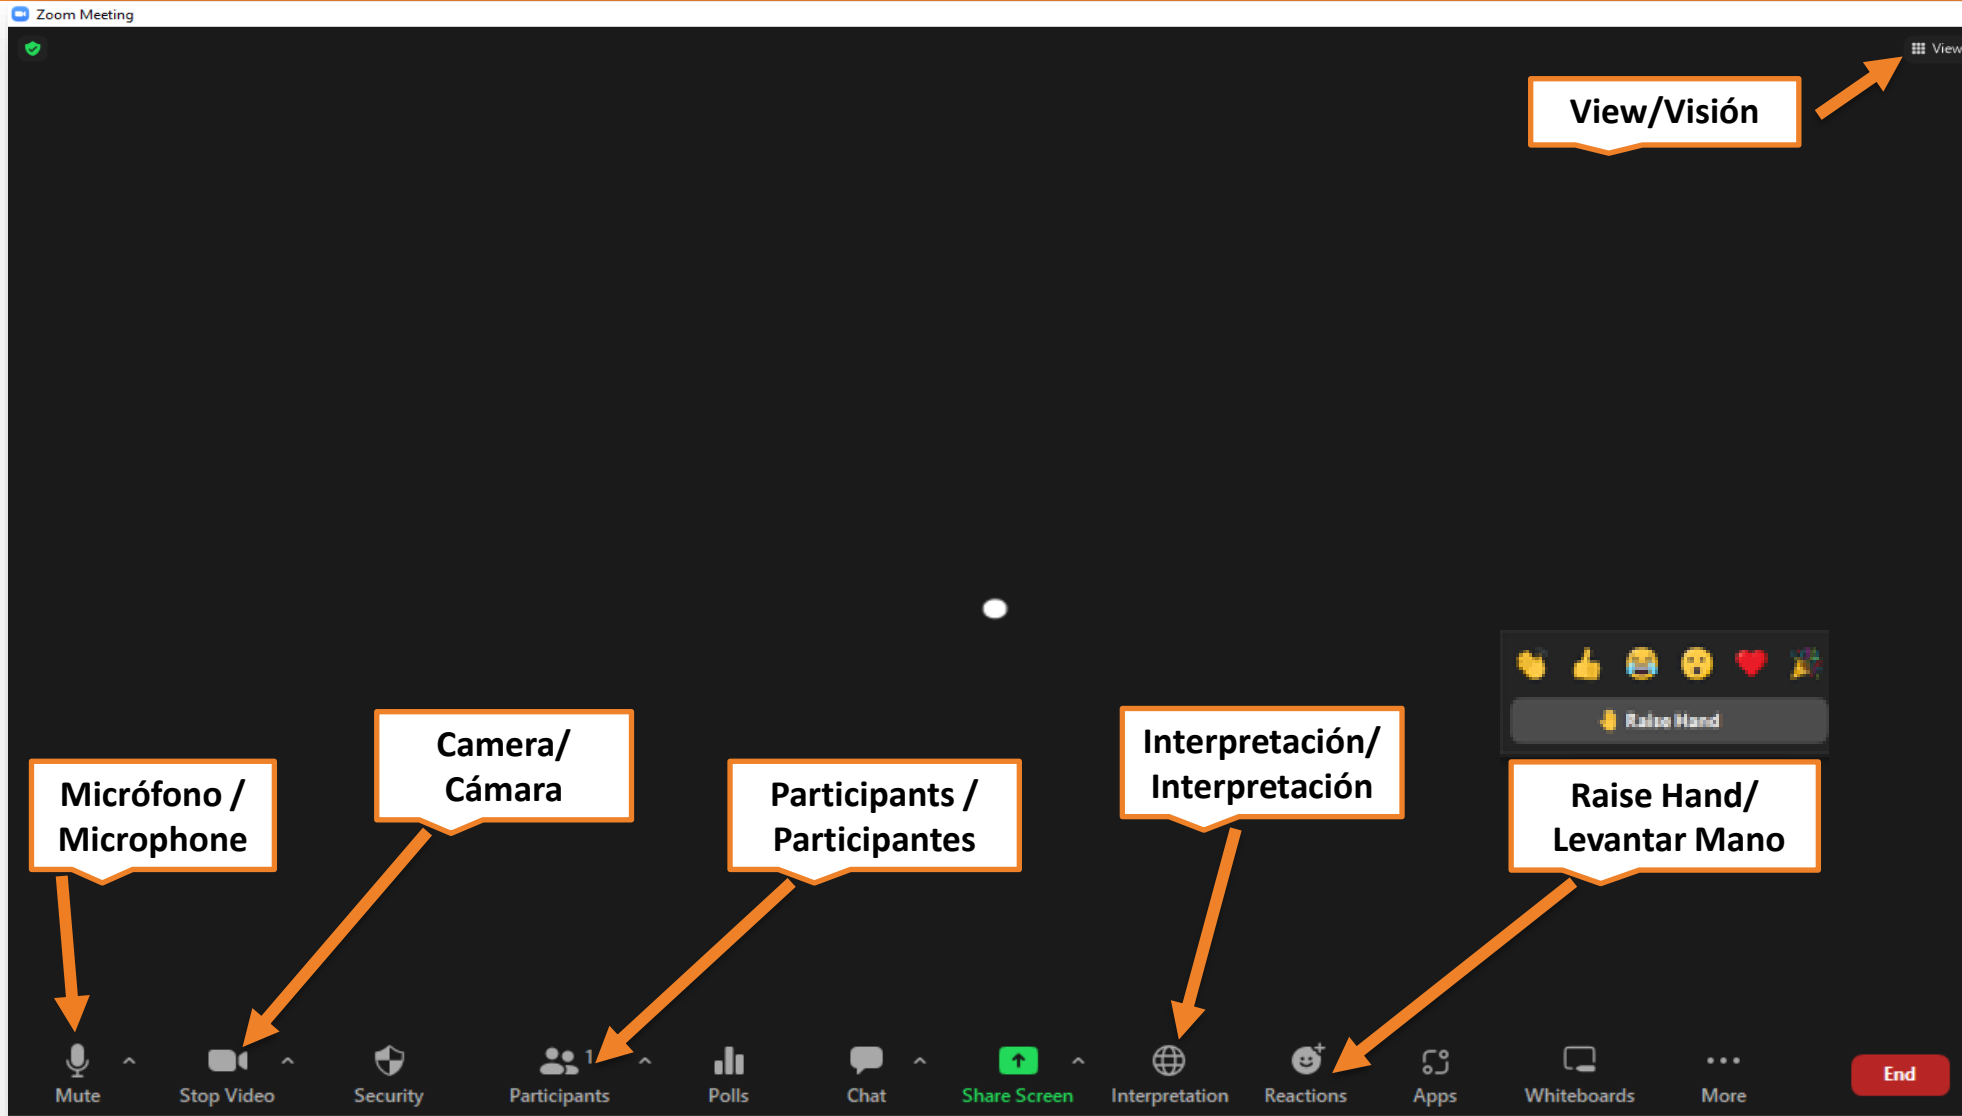 Zoom Meeting
View
View/Visión
Raise Hand
Camera/
Cámara
Interpretación/
Interpretación
Micrófono /
Microphone
Participants /
Participantes
Raise Hand/
Levantar Mano
1
Mute
Stop Video
Security
Participants
Polls
Chat
Share Screen
Interpretation
Reactions
Apps
Whiteboards
More
End